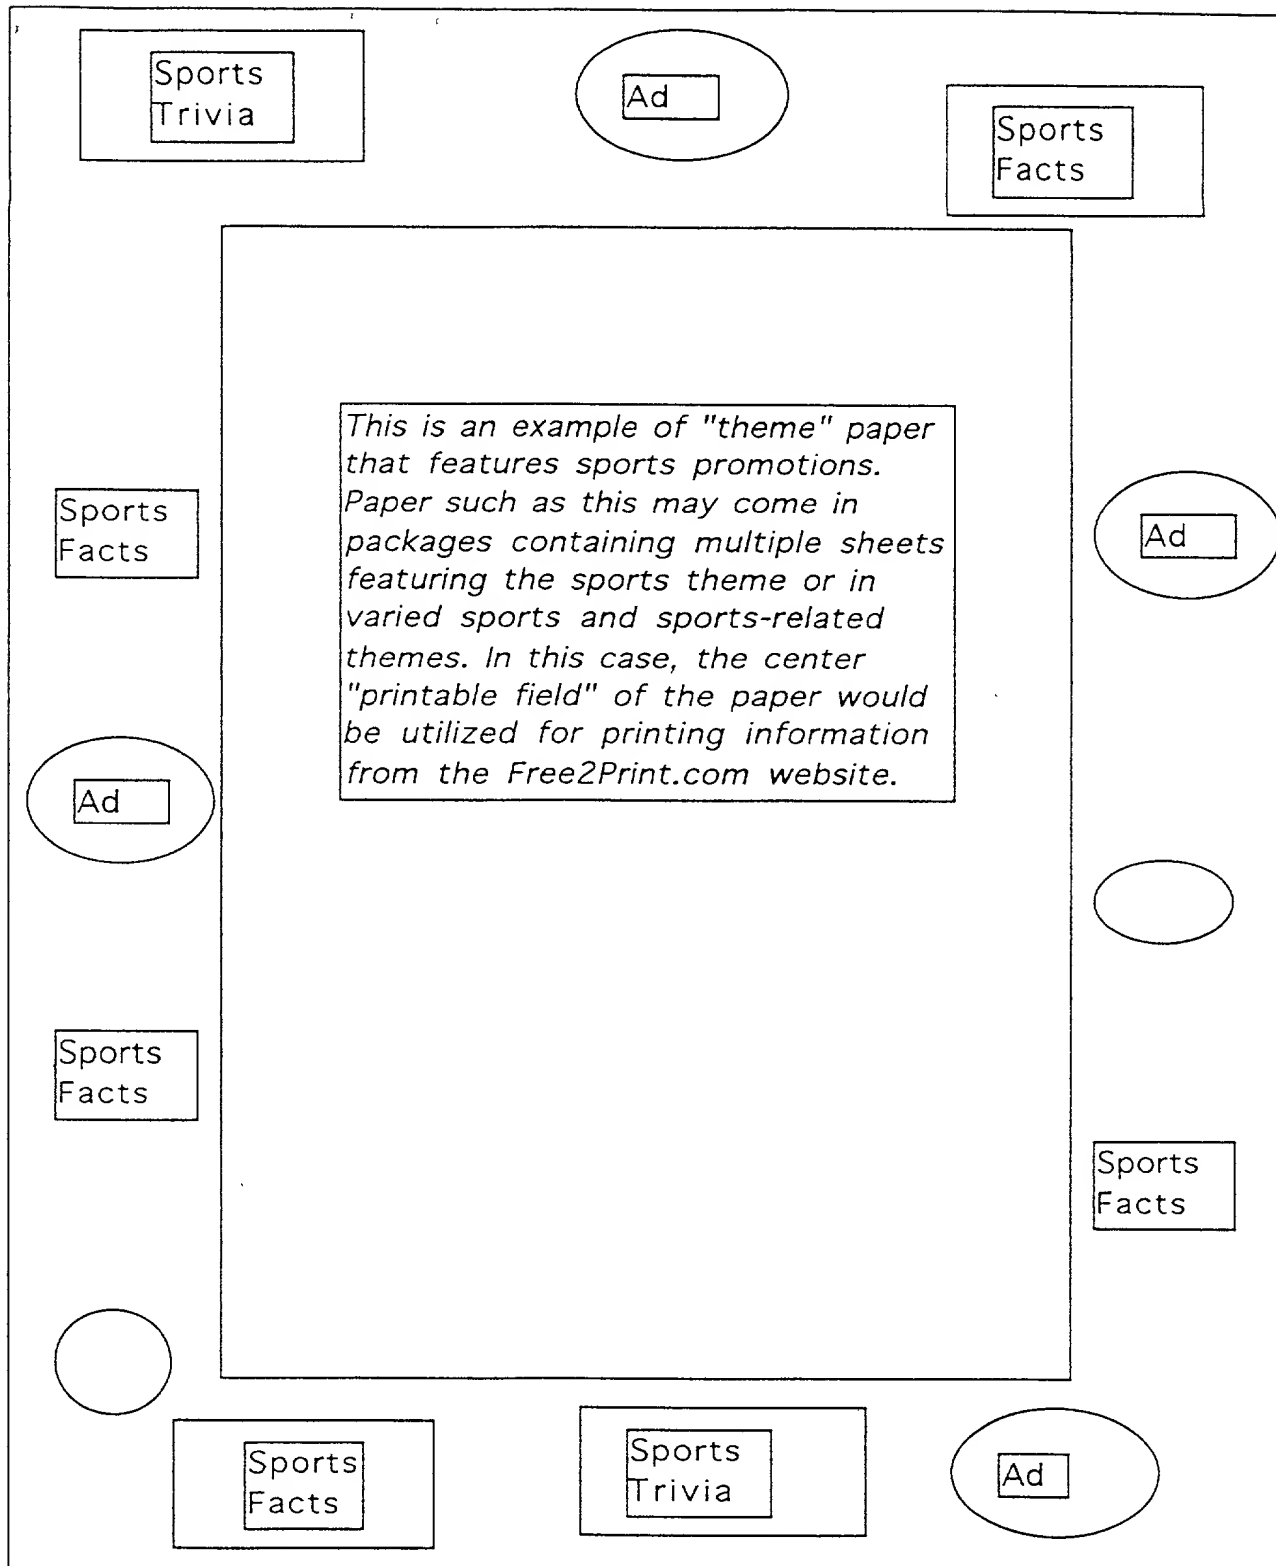 Sports
Trivia
Ad
Sports
Facts
This is an example of "theme" paper
that features sports promotions.
Paper such as this may come in
packages containing multiple sheets
featuring the sports theme or in
varied sports and sports-related
themes. In this case, the center
"printable field" of the paper would
be utilized for printing information
from the Free2Print.com website.
Sports
Facts
Ad
Ad
Sports
Facts
Sports
Facts
Sports
Facts
Sports
Trivia
Ad